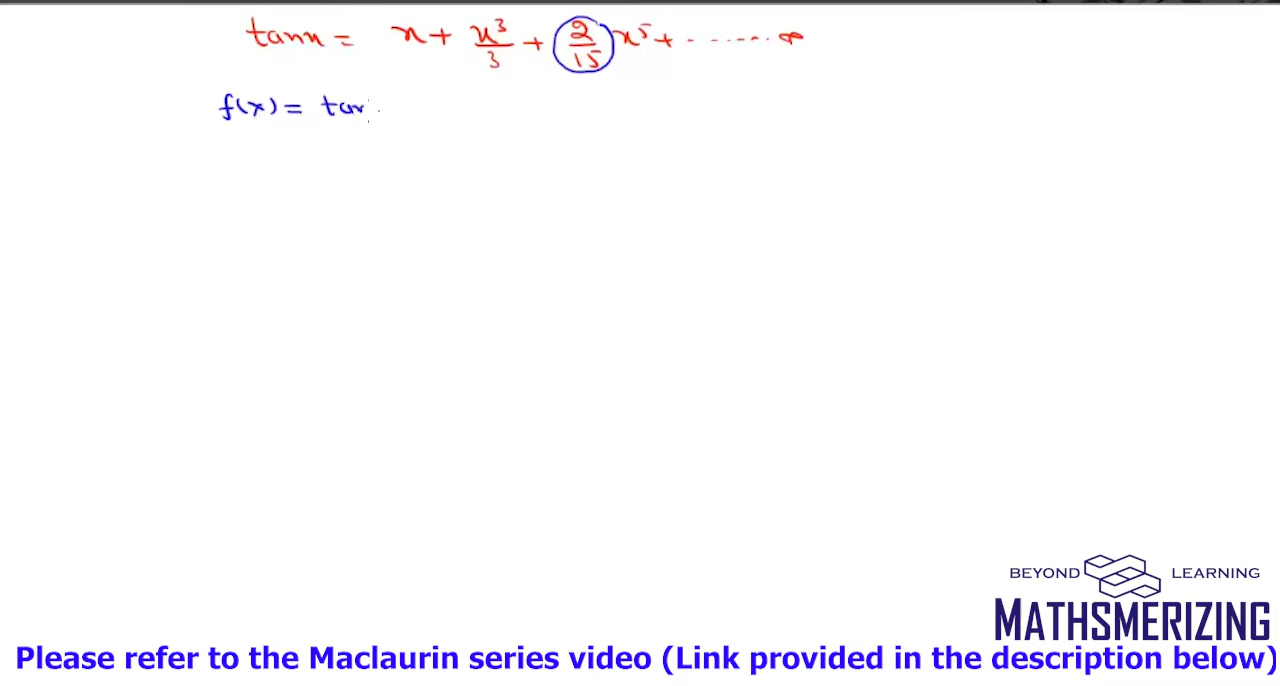 tanx = x + x³/3 + 2/15 x⁵ + ....... ∞
f(x) = tan
BEYOND LEARNING
MATHSMERIZING
Please refer to the Maclaurin series video (Link provided in the description below)